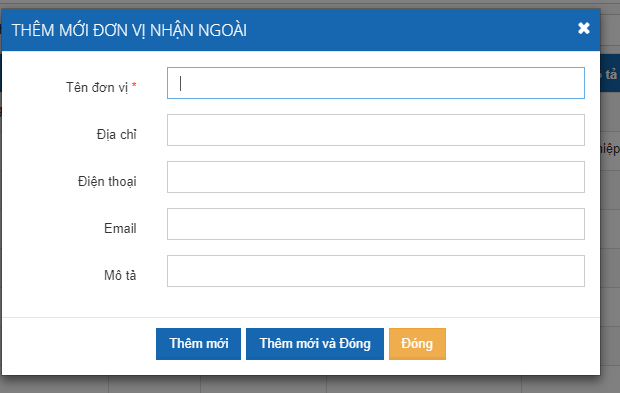 THÊM MỚI ĐƠN VỊ NHẬN NGOÀI
Tên đơn vị *
Địa chỉ
Điện thoại
Email
Mô tả
Thêm mới
Thêm mới và Đóng
Đóng
tả